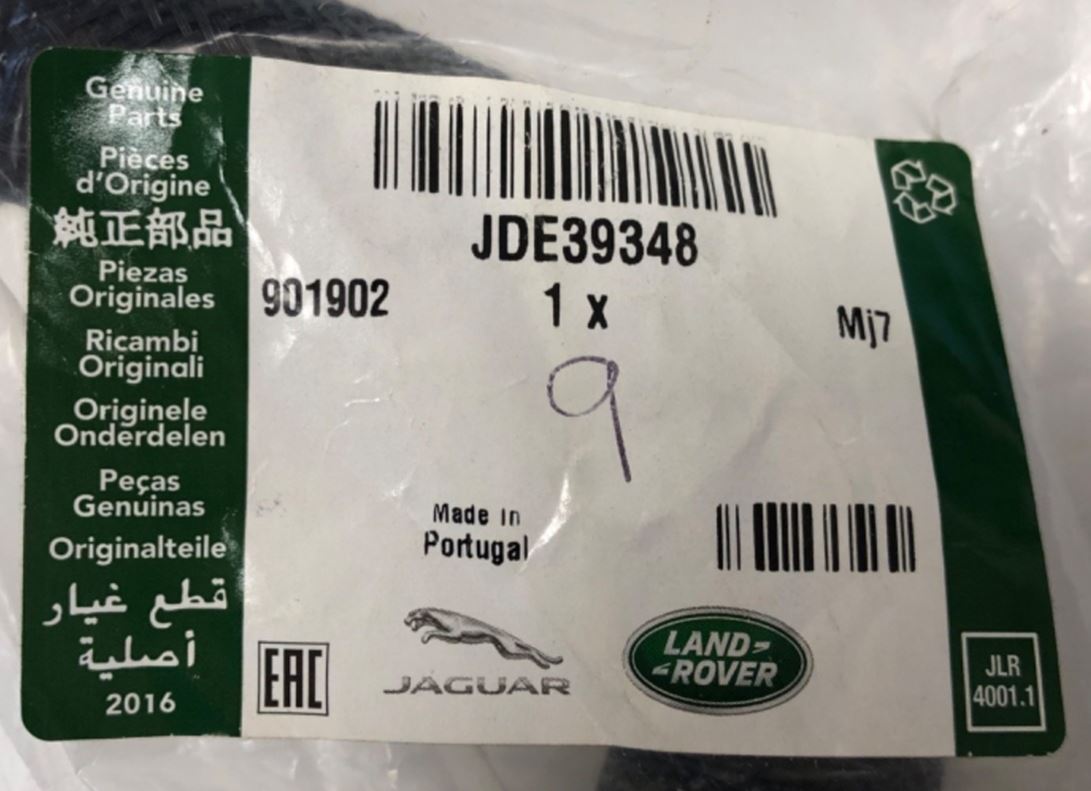 Genuine
Parts
Pièces
d'Origine
純正部品
Piezas
Originales
Ricambi
Originali
Originele
Onderdelen
Peças
Genuinas
Originalteile
قطع غيار
أصلية
2016
JDE39348
901902
1 x
Mj7
9
Made in
Portugal
EAC
JAGUAR
LAND-
-ROVER
JLR
4001.1